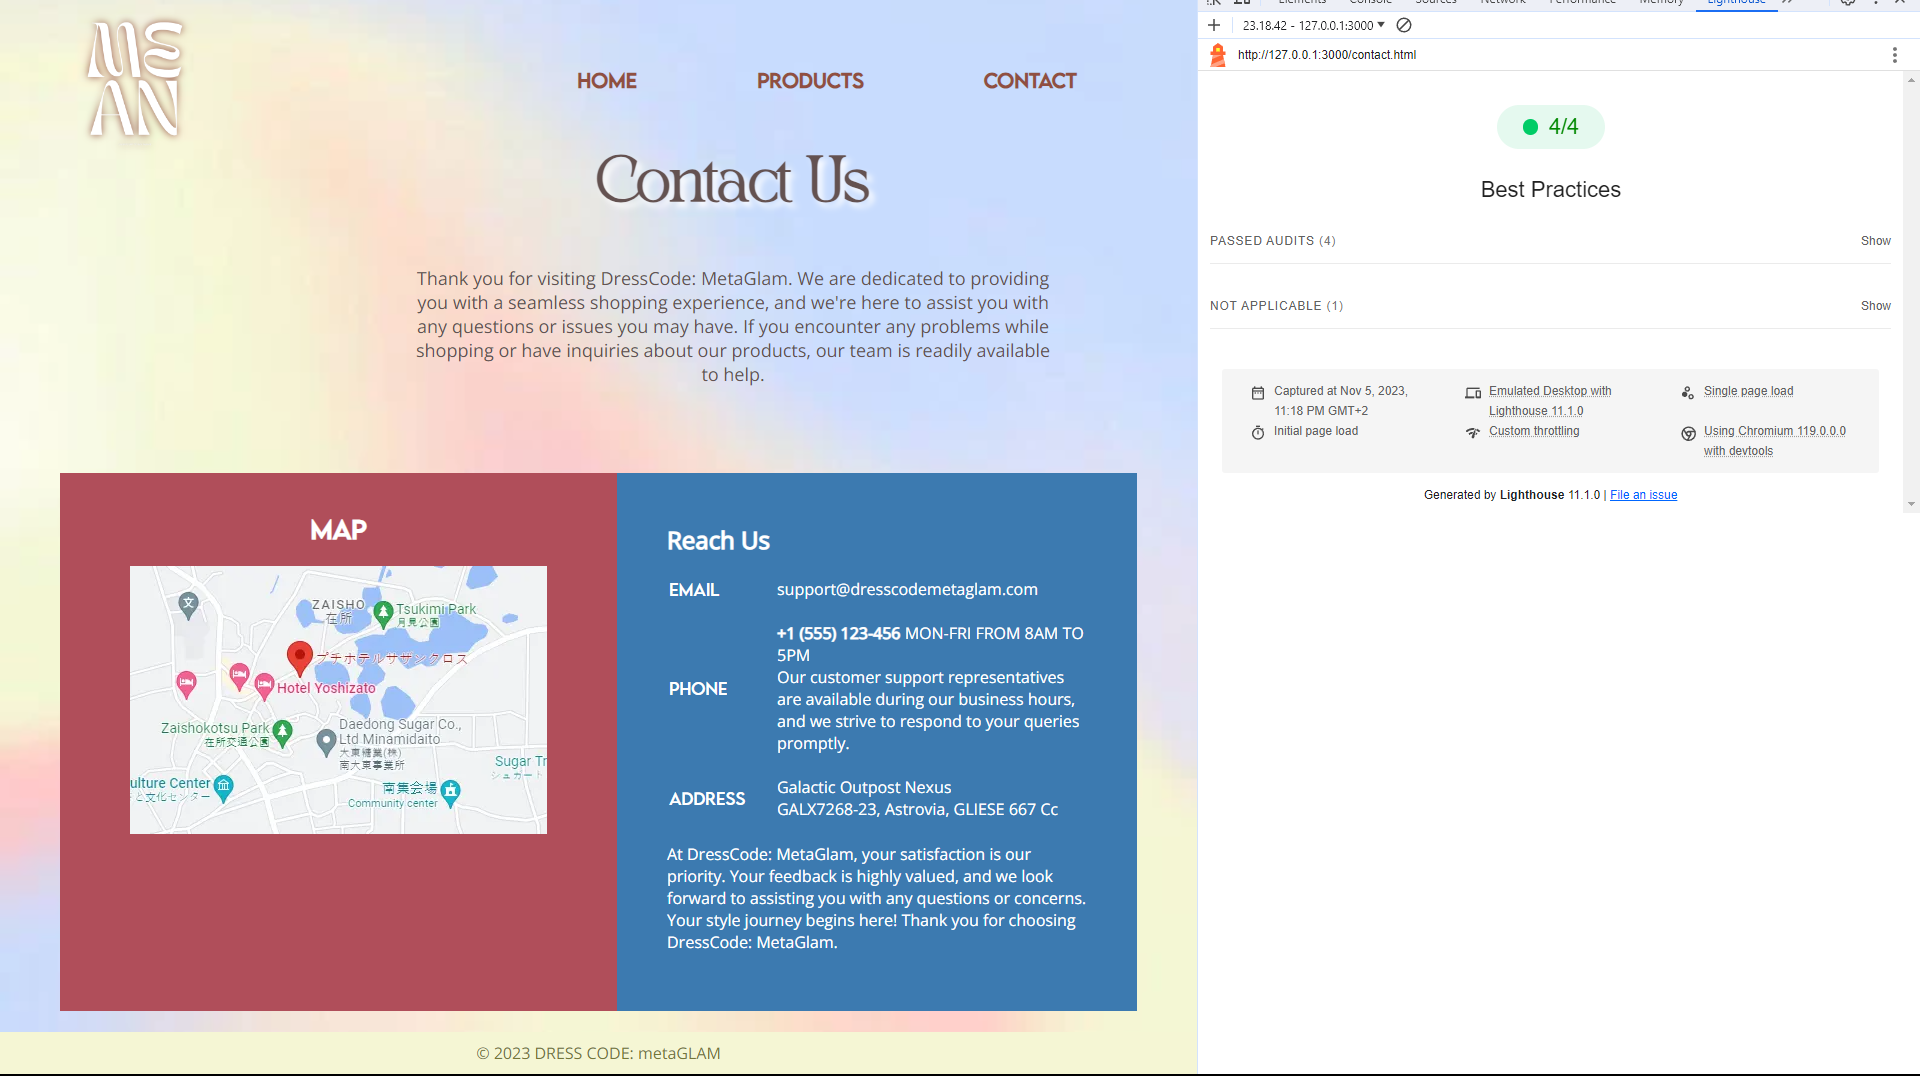 ME
AN
HOME
PRODUCTS
CONTACT
Contact Us
Thank you for visiting DressCode: MetaGlam. We are dedicated to providing
you with a seamless shopping experience, and we're here to assist you with
any questions or issues you may have. If you encounter any problems while
shopping or have inquiries about our products, our team is readily available
to help.
MAP
ZAISHO
在所
Tsukimi Park
月見公園
プチホテルサザンクロス
Hotel Yoshizato
Zaishokotsu Park
在所交通公園
Daedong Sugar Co.,
Ltd Minamidaito
大東糖業(株)
南大東事業所
Sugar Tr
シュガート
ulture Center
と文化センター
南集会場
Community center
Reach Us
EMAIL
support@dresscodemetaglam.com
PHONE
+1 (555) 123-456 MON-FRI FROM 8AM TO
5PM
Our customer support representatives
are available during our business hours,
and we strive to respond to your queries
promptly.
ADDRESS
Galactic Outpost Nexus
GALX7268-23, Astrovia, GLIESE 667 Cc
At DressCode: MetaGlam, your satisfaction is our
priority. Your feedback is highly valued, and we look
forward to assisting you with any questions or concerns.
Your style journey begins here! Thank you for choosing
DressCode: MetaGlam.
© 2023 DRESS CODE: metaGLAM
Elements
Console
Sources
Network
Performance
Memory
Lighthouse
23.18.42 - 127.0.0.1:3000
http://127.0.0.1:3000/contact.html
4/4
Best Practices
PASSED AUDITS (4)
Show
NOT APPLICABLE (1)
Show
Captured at Nov 5, 2023,
11:18 PM GMT+2
Emulated Desktop with
Lighthouse 11.1.0
Single page load
Initial page load
Custom throttling
Using Chromium 119.0.0.0
with devtools
Generated by Lighthouse 11.1.0 | File an issue